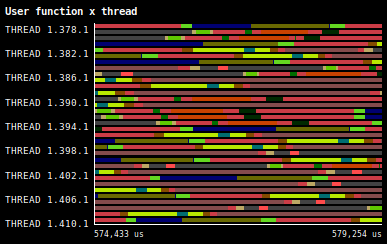 User function x thread
THREAD 1.378.1
THREAD 1.382.1
THREAD 1.386.1
THREAD 1.390.1
THREAD 1.394.1
THREAD 1.398.1
THREAD 1.402.1
THREAD 1.406.1
THREAD 1.410.1
574,433 us
579,254 us